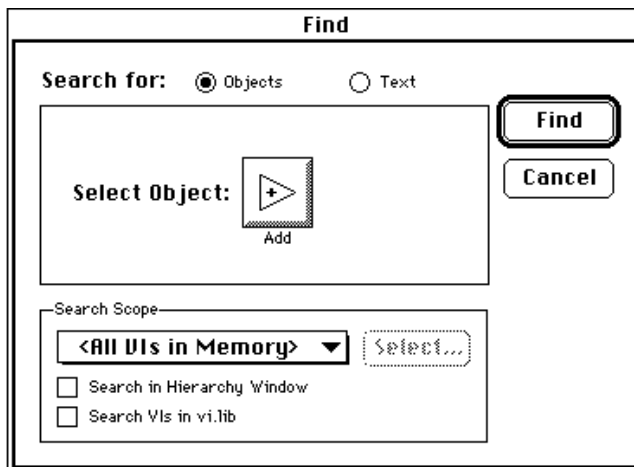 Find
Search for: Objects Text
Find
Cancel
Select Object:
Add
Search Scope
<All VIs in Memory> Select...
Search in Hierarchy Window
Search VIs in vi.lib